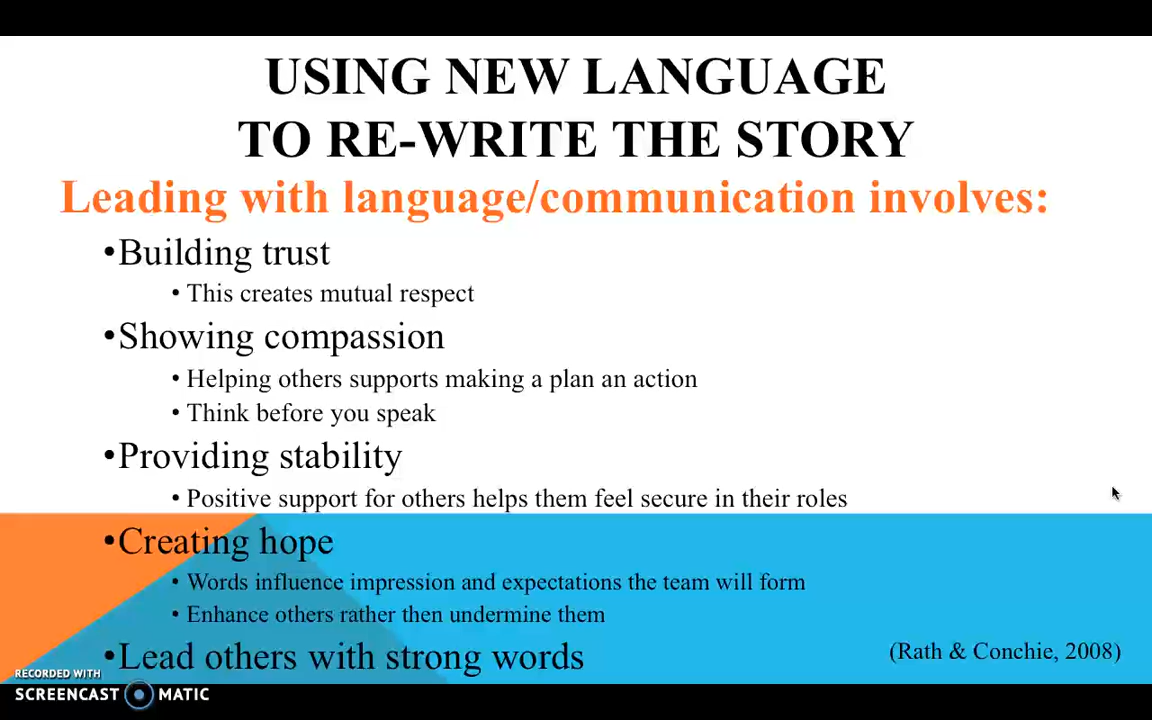 USING NEW LANGUAGE
TO RE-WRITE THE STORY
Leading with language/communication involves:
•Building trust
• This creates mutual respect
•Showing compassion
• Helping others supports making a plan an action
• Think before you speak
•Providing stability
• Positive support for others helps them feel secure in their roles
•Creating hope
• Words influence impression and expectations the team will form
• Enhance others rather then undermine them
•Lead others with strong words
(Rath & Conchie, 2008)
RECORDED WITH
SCREENCAST MATIC